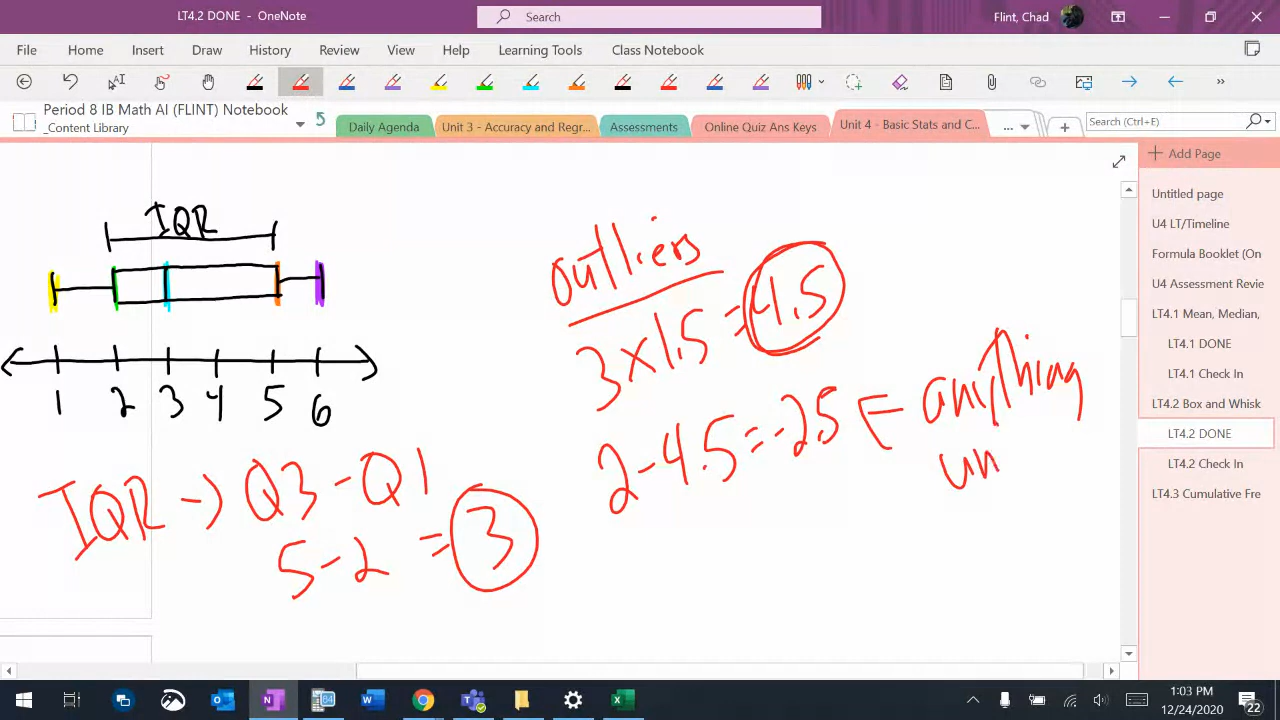 LT4.2 DONE - OneNote
Search
Flint, Chad
File Home Insert Draw History Review View Help Learning Tools Class Notebook
Period 8 IB Math AI (FLINT) Notebook
_Content Library
Daily Agenda
Unit 3 - Accuracy and Regr...
Assessments
Online Quiz Ans Keys
Unit 4 - Basic Stats and C...
...
Search (Ctrl+E)
Add Page
Untitled page
U4 LT/Timeline
Formula Booklet (On
U4 Assessment Revie
LT4.1 Mean, Median,
LT4.1 DONE
LT4.1 Check In
LT4.2 Box and Whisk
LT4.2 DONE
LT4.2 Check In
LT4.3 Cumulative Fre
IQR
1 2 3 4 5 6
IQR → Q3 - Q1
5 - 2 = 3
outliers
3 x 1.5 = 4.5
2 - 4.5 = -2.5 ← anything
un
84
1:03 PM
12/24/2020
22